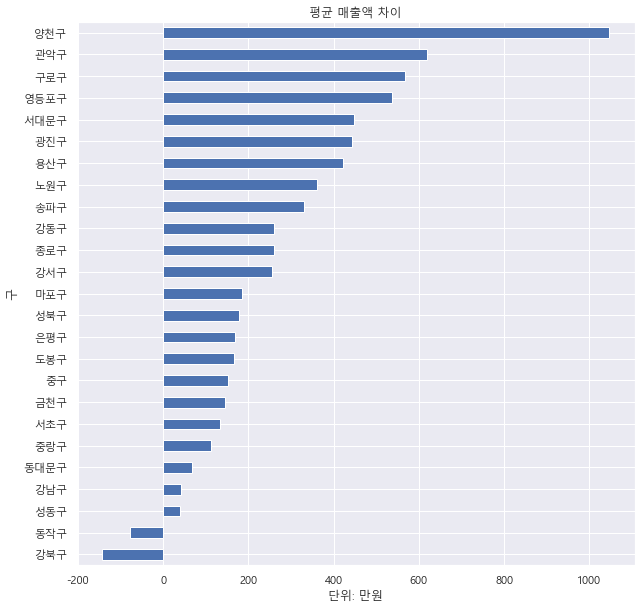 평균 매출액 차이
양천구
관악구
구로구
영등포구
서대문구
광진구
용산구
노원구
송파구
강동구
종로구
강서구
마포구
성북구
은평구
도봉구
중구
금천구
서초구
중랑구
동대문구
강남구
성동구
동작구
강북구
구
-200 0 200 400 600 800 1000
단위: 만원